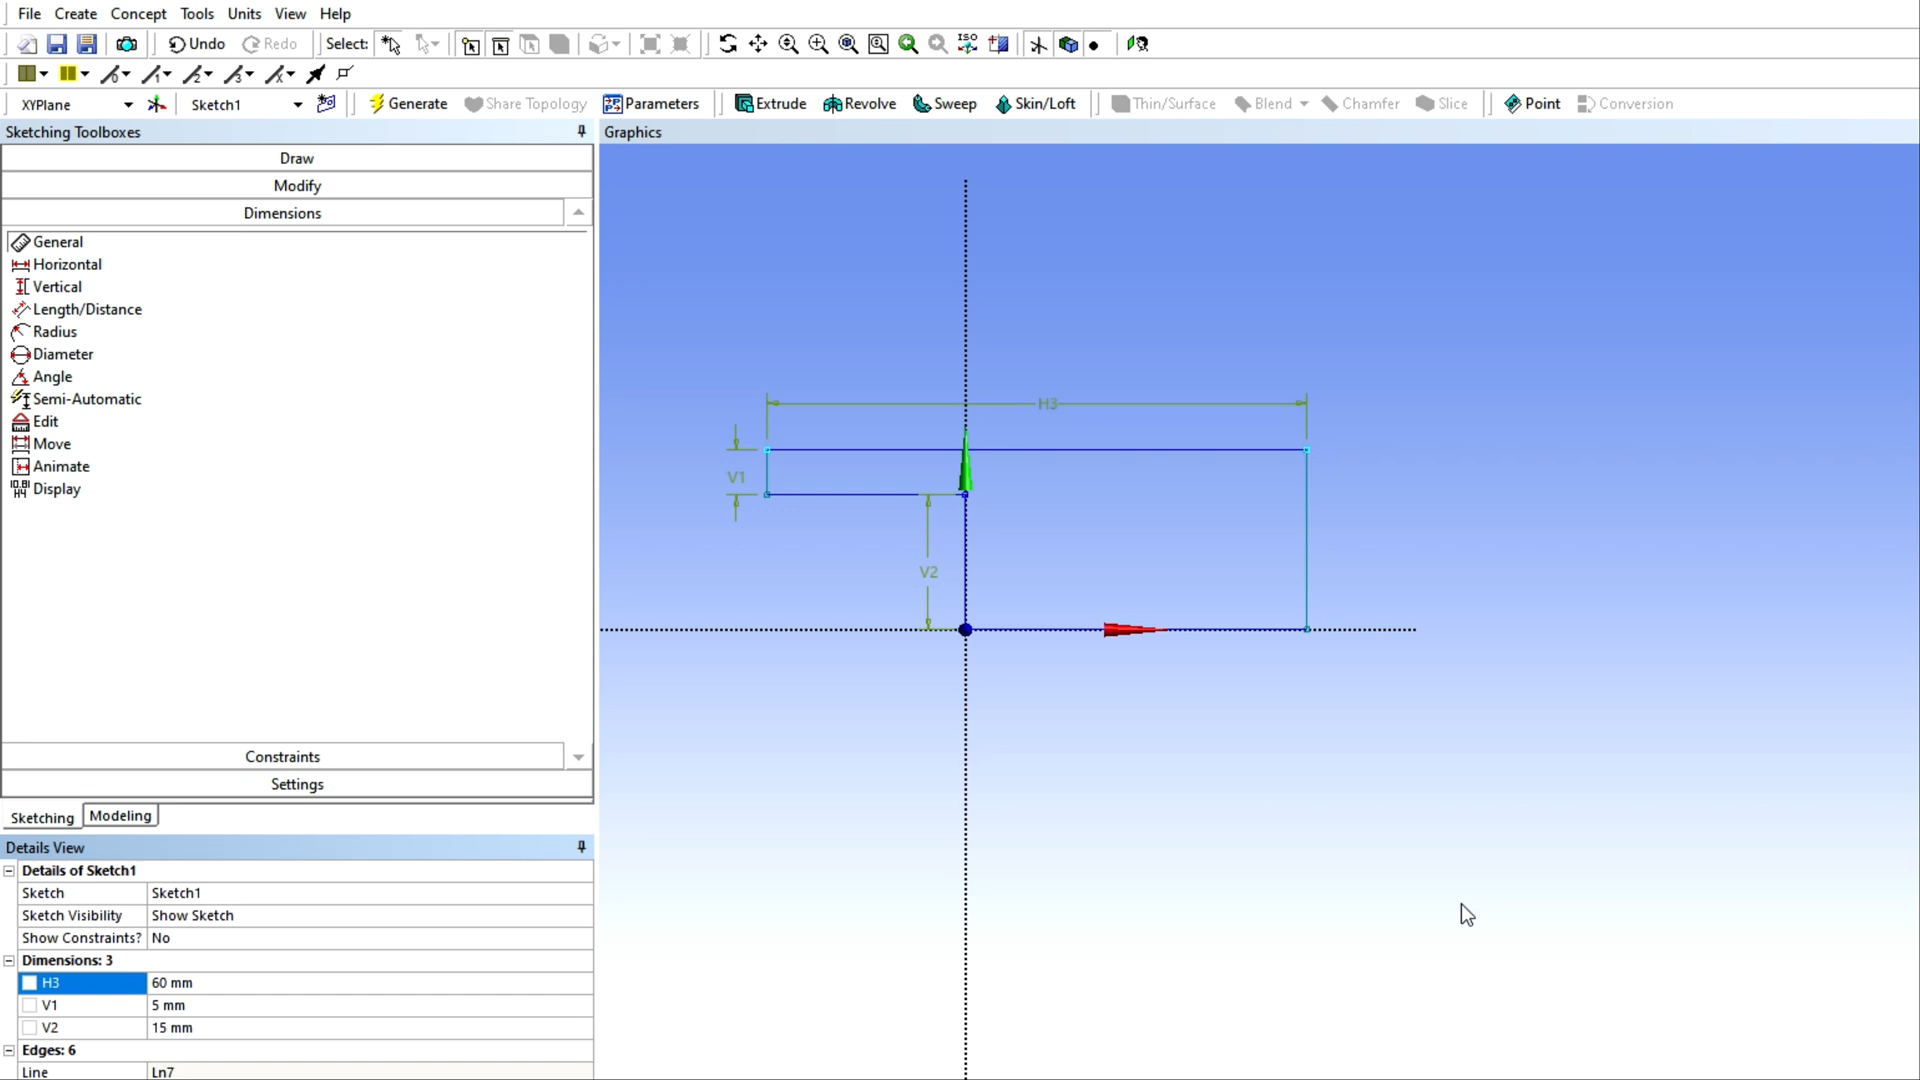 File Create Concept Tools Units View Help
Undo Redo Select: ISO
XYPlane Sketch1 Generate Share Topology Parameters Extrude Revolve Sweep Skin/Loft Thin/Surface Blend Chamfer Slice Point Conversion
Sketching Toolboxes
Graphics
Draw
Modify
Dimensions
General
Horizontal
Vertical
Length/Distance
Radius
Diameter
Angle
Semi-Automatic
Edit
Move
Animate
Display
Constraints
Settings
Sketching Modeling
H3
V1
V2
Details View
Details of Sketch1
Sketch Sketch1
Sketch Visibility Show Sketch
Show Constraints? No
Dimensions: 3
H3 60 mm
V1 5 mm
V2 15 mm
Edges: 6
Line Ln7